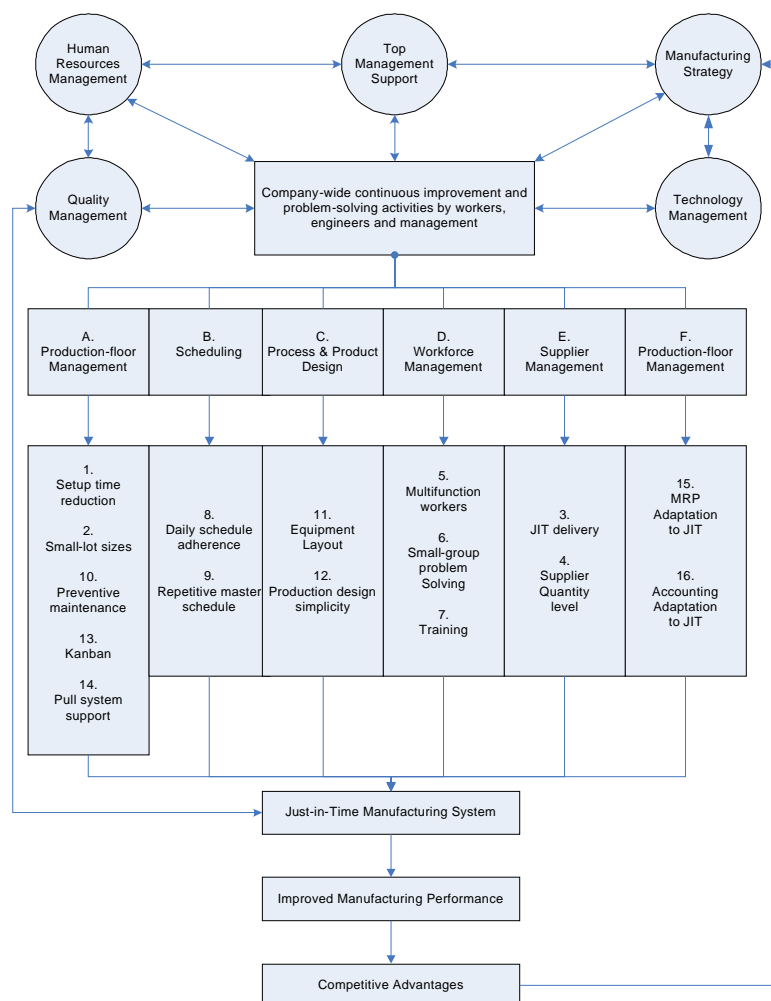 Human
Resources
Management
Top
Management
Support
Manufacturing
Strategy
Quality
Management
Company-wide continuous improvement and
problem-solving activities by workers,
engineers and management
Technology
Management
A.
Production-floor
Management
B.
Scheduling
C.
Process & Product
Design
D.
Workforce
Management
E.
Supplier
Management
F.
Production-floor
Management
1.
Setup time
reduction
2.
Small-lot sizes
10.
Preventive
maintenance
13.
Kanban
14.
Pull system
support
8.
Daily schedule
adherence
9.
Repetitive master
schedule
11.
Equipment
Layout
12.
Production design
simplicity
5.
Multifunction
workers
6.
Small-group
problem
Solving
7.
Training
3.
JIT delivery
4.
Supplier
Quantity
level
15.
MRP
Adaptation
to JIT
16.
Accounting
Adaptation
to JIT
Just-in-Time Manufacturing System
Improved Manufacturing Performance
Competitive Advantages